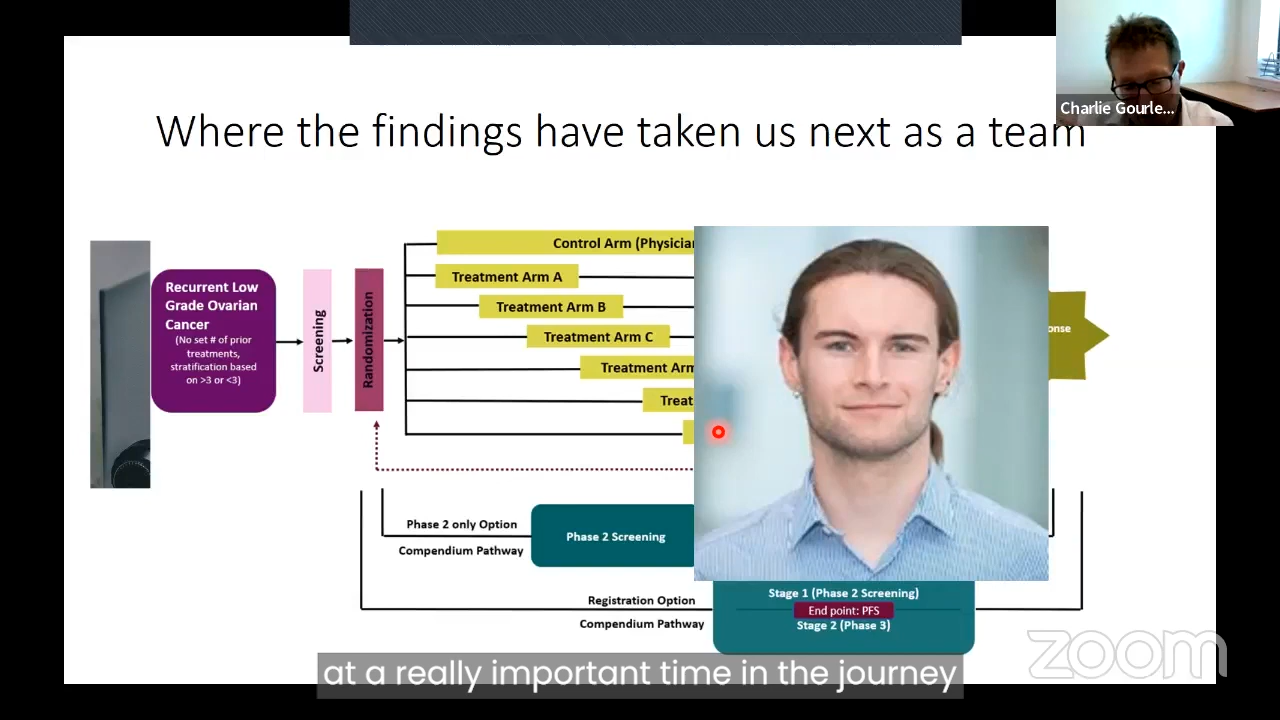 Charlie Gourle...
Where the findings have taken us next as a team
Recurrent Low
Grade Ovarian
Cancer
(No set # of prior
treatments,
stratification based
on >3 or <3)
Screening
Randomization
Control Arm (Physician
Treatment Arm A
Treatment Arm B
Treatment Arm C
Treatment Arm
Treat
onse
Phase 2 only Option
Compendium Pathway
Phase 2 Screening
Registration Option
Compendium Pathway
Stage 1 (Phase 2 Screening)
End point: PFS
Stage 2 (Phase 3)
at a really important time in the journey
zoom